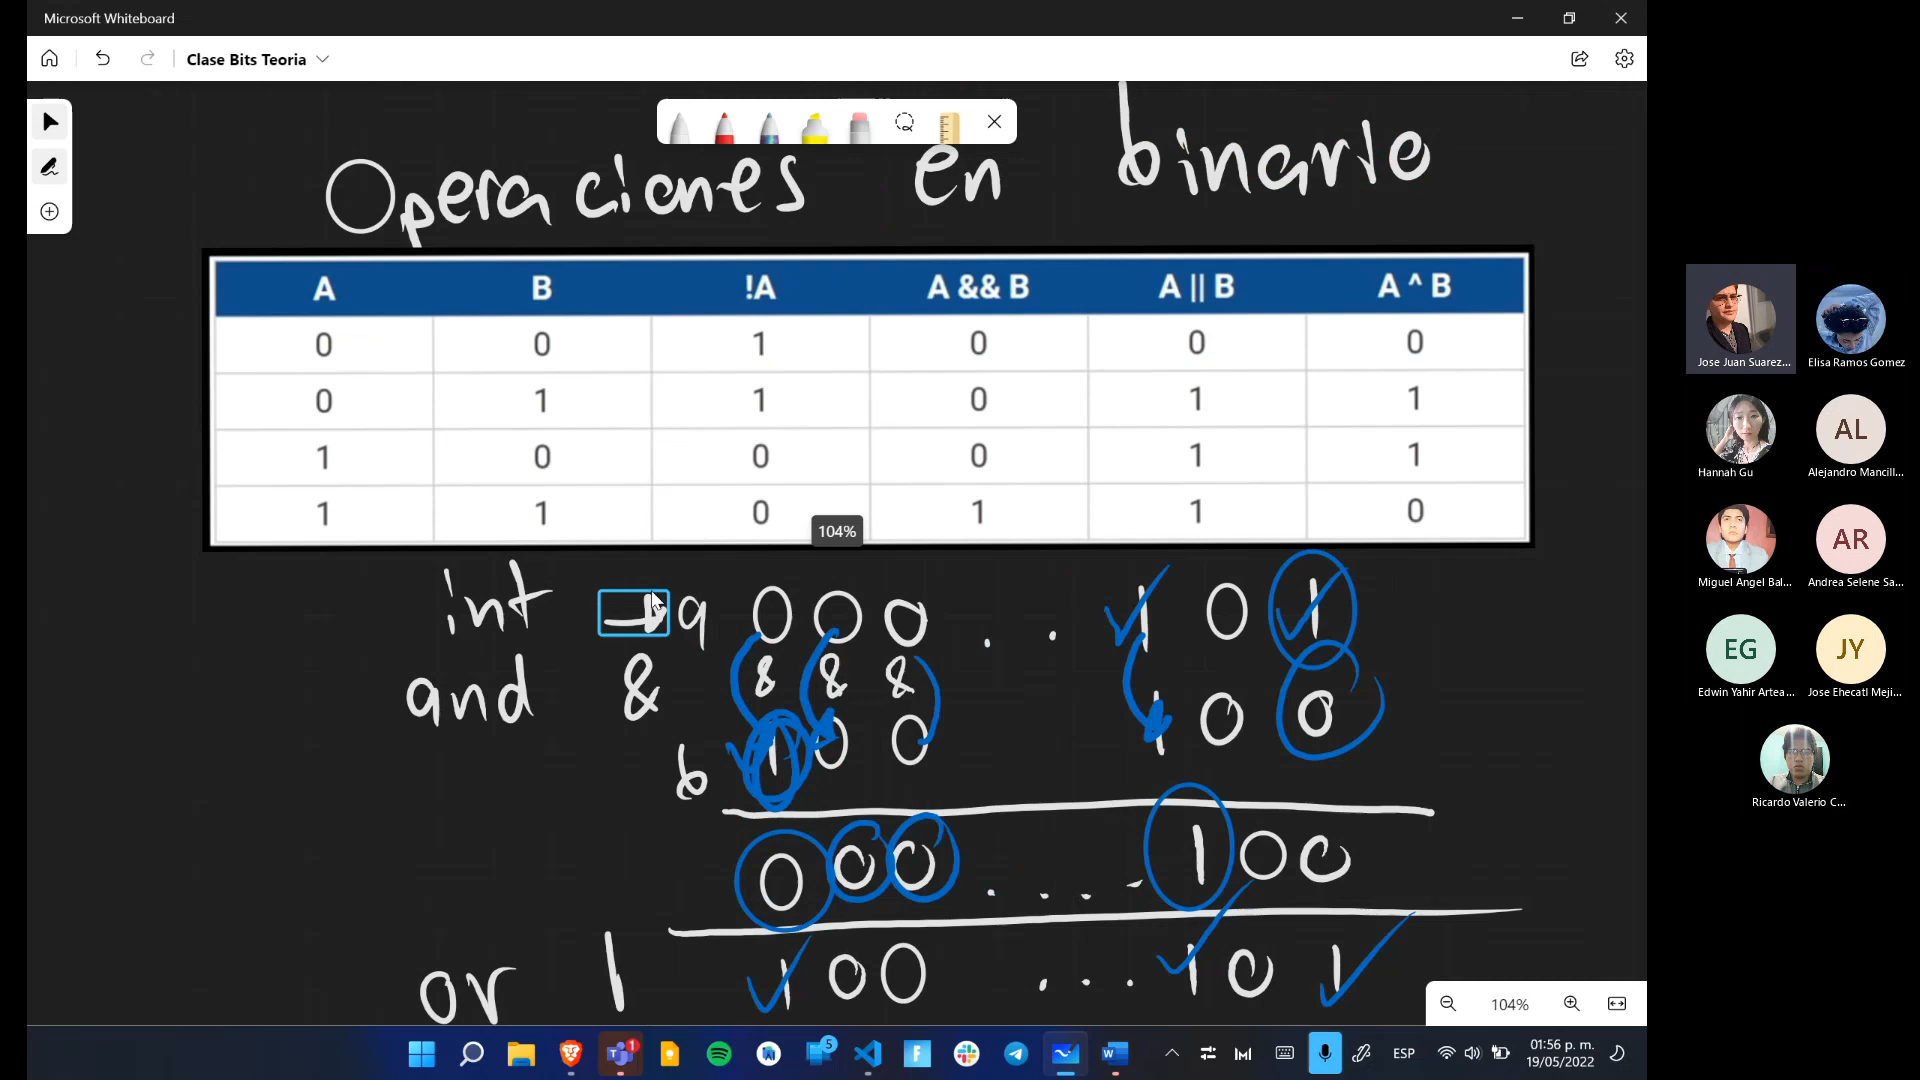 Microsoft Whiteboard
Clase Bits Teoria
Operaciones en binario
A B !A A && B A || B A ^ B
0 0 1 0 0 0
0 1 1 0 1 1
1 0 0 0 1 1
1 1 0 1 1 0
104%
int a 0 0 0 . . 1 0 1
and & & & &
b 1 0 0 1 0 0
0 0 0 . . . . 1 0 0
or | 1 0 0 . . . 1 0 1
104%
Jose Juan Suarez...
Elisa Ramos Gomez
Hannah Gu
AL
Alejandro Mancill...
Miguel Angel Bal...
AR
Andrea Selene Sa...
EG
Edwin Yahir Artea...
JY
Jose Ehecatl Meji...
Ricardo Valerio C...
1
5
ESP
01:56 p. m.
19/05/2022